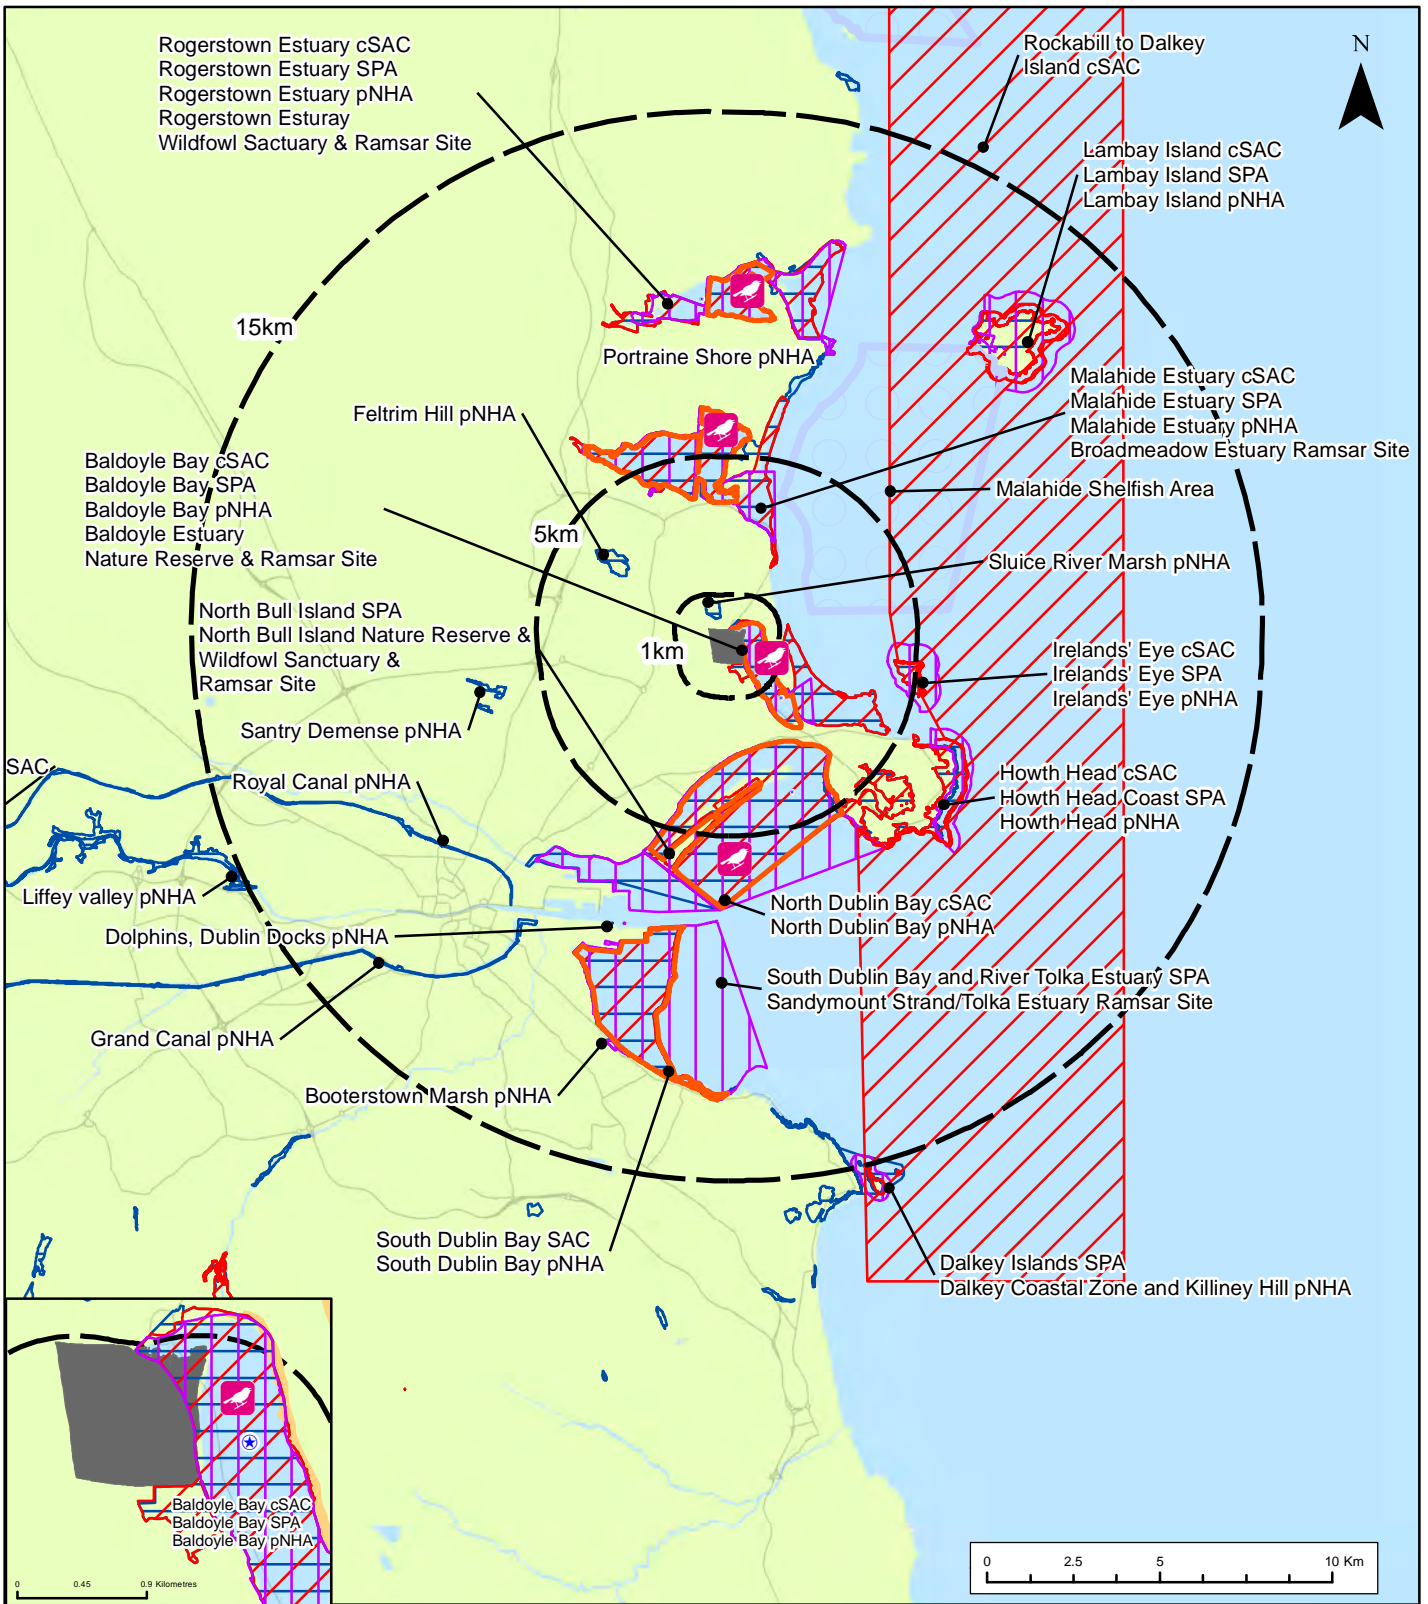 Rogerstown Estuary cSAC
Rogerstown Estuary SPA
Rogerstown Estuary pNHA
Rogerstown Esturay
Wildfowl Sactuary & Ramsar Site
Rockabill to Dalkey
Island cSAC
N
Lambay Island cSAC
Lambay Island SPA
Lambay Island pNHA
15km
Portraine Shore pNHA
Malahide Estuary cSAC
Malahide Estuary SPA
Malahide Estuary pNHA
Broadmeadow Estuary Ramsar Site
Feltrim Hill pNHA
Baldoyle Bay cSAC
Baldoyle Bay SPA
Baldoyle Bay pNHA
Baldoyle Estuary
Nature Reserve & Ramsar Site
Malahide Shelfish Area
5km
Sluice River Marsh pNHA
North Bull Island SPA
North Bull Island Nature Reserve &
Wildfowl Sanctuary &
Ramsar Site
1km
Irelands' Eye cSAC
Irelands' Eye SPA
Irelands' Eye pNHA
Santry Demense pNHA
SAC
Royal Canal pNHA
Howth Head cSAC
Howth Head Coast SPA
Howth Head pNHA
Liffey valley pNHA
North Dublin Bay cSAC
North Dublin Bay pNHA
Dolphins, Dublin Docks pNHA
South Dublin Bay and River Tolka Estuary SPA
Sandymount Strand/Tolka Estuary Ramsar Site
Grand Canal pNHA
Booterstown Marsh pNHA
South Dublin Bay SAC
South Dublin Bay pNHA
Dalkey Islands SPA
Dalkey Coastal Zone and Killiney Hill pNHA
Baldoyle Bay cSAC
Baldoyle Bay SPA
Baldoyle Bay pNHA
0 0.45 0.9 Kilometres
0 2.5 5 10 Km